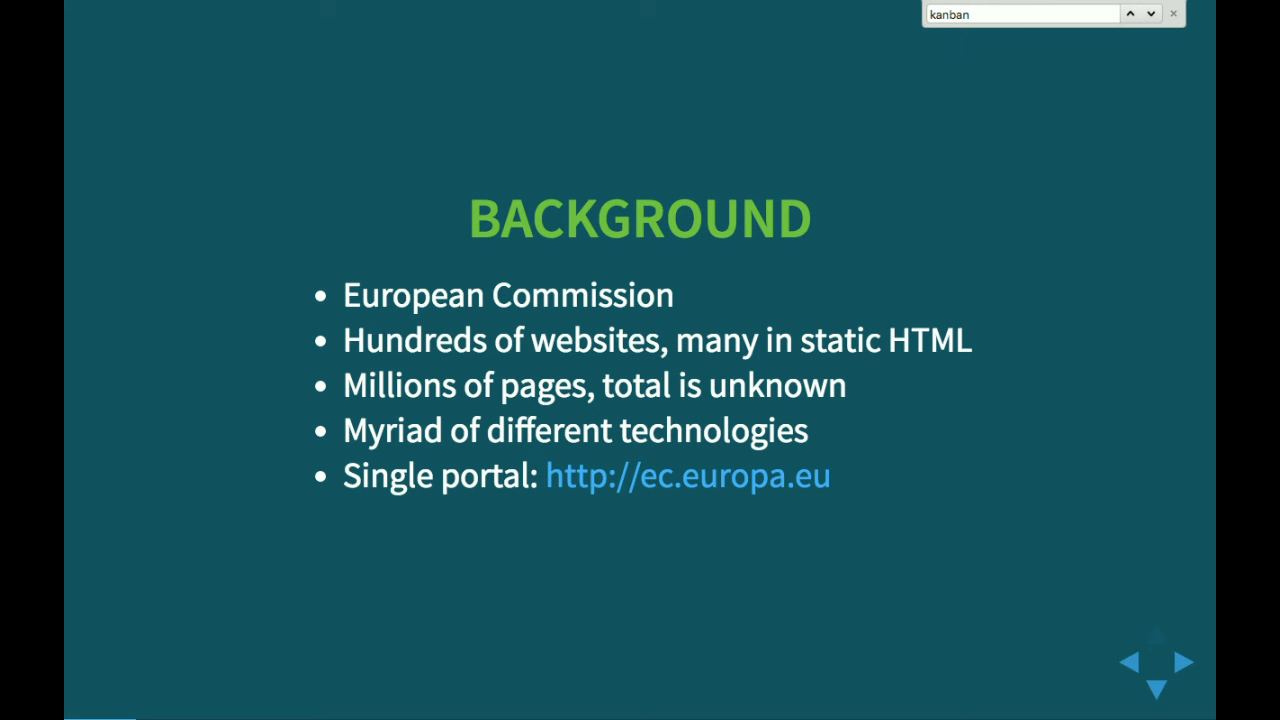 kanban
BACKGROUND
• European Commission
• Hundreds of websites, many in static HTML
• Millions of pages, total is unknown
• Myriad of different technologies
• Single portal: http://ec.europa.eu